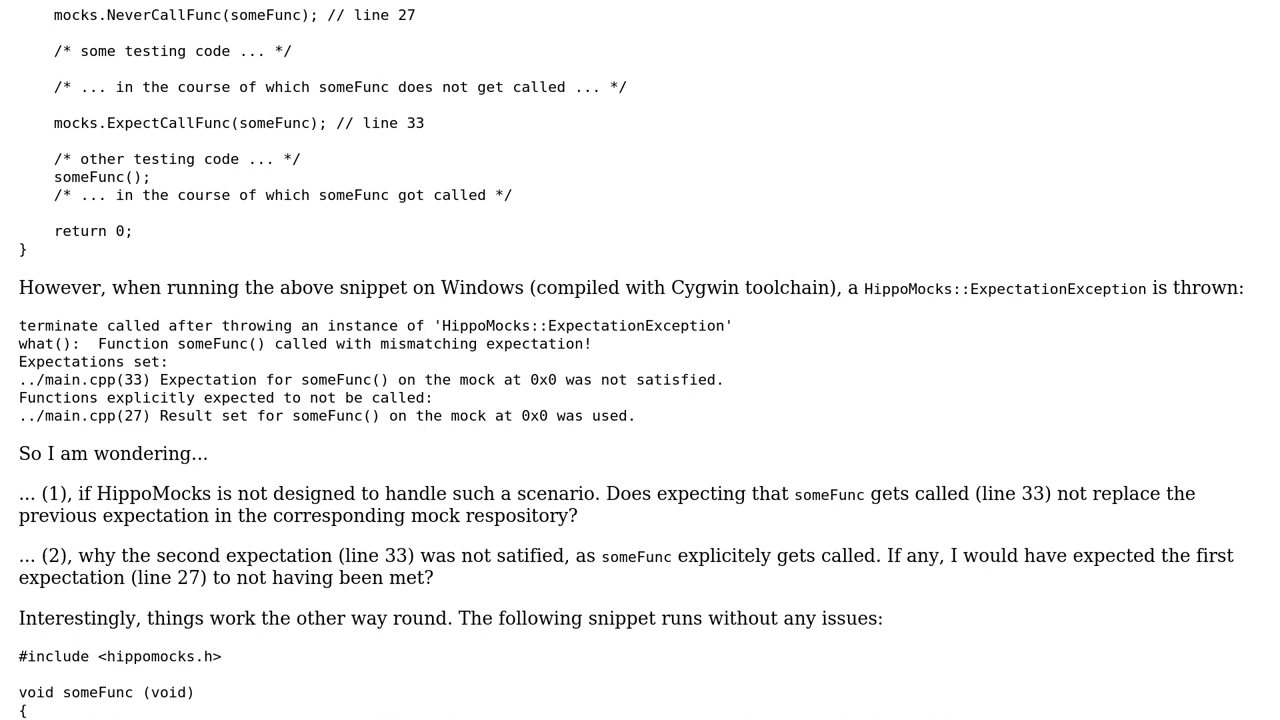 mocks.NeverCallFunc(someFunc); // line 27
/* some testing code ... */
/* ... in the course of which someFunc does not get called ... */
mocks.ExpectCallFunc(someFunc); // line 33
/* other testing code ... */
someFunc();
/* ... in the course of which someFunc got called */
return 0;
}
However, when running the above snippet on Windows (compiled with Cygwin toolchain), a HippoMocks::ExpectationException is thrown:
terminate called after throwing an instance of 'HippoMocks::ExpectationException'
what():  Function someFunc() called with mismatching expectation!
Expectations set:
../main.cpp(33) Expectation for someFunc() on the mock at 0x0 was not satisfied.
Functions explicitly expected to not be called:
../main.cpp(27) Result set for someFunc() on the mock at 0x0 was used.
So I am wondering...
... (1), if HippoMocks is not designed to handle such a scenario. Does expecting that someFunc gets called (line 33) not replace the
previous expectation in the corresponding mock respository?
... (2), why the second expectation (line 33) was not satified, as someFunc explicitely gets called. If any, I would have expected the first
expectation (line 27) to not having been met?
Interestingly, things work the other way round. The following snippet runs without any issues:
#include <hippomocks.h>
void someFunc (void)
{